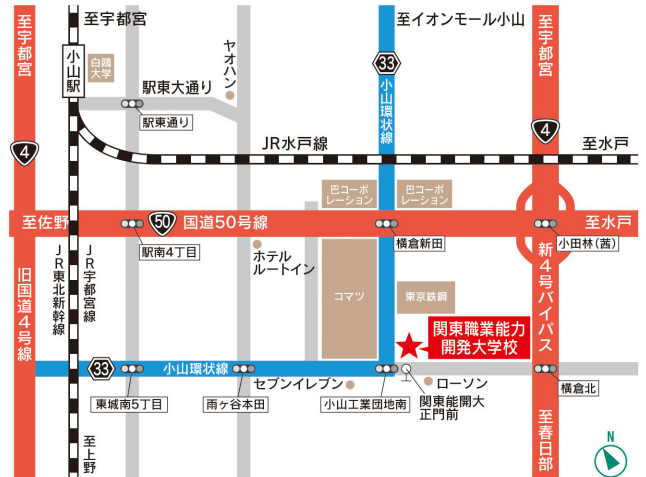 至宇都宮
至宇都宮
至イオンモール小山
至宇都宮
小山駅
白鴎大学
ヤオハン
33
小山環状線
駅東大通り
駅東通り
4
4
JR水戸線
至水戸
巴コーポレーション
巴コーポレーション
至佐野
50
国道50号線
至水戸
駅南4丁目
横倉新田
小田林(茜)
ホテル
ルートイン
JR東北新幹線
JR宇都宮線
旧国道4号線
コマツ
東京鉄鋼
新4号バイパス
関東職業能力
開発大学校
33
小山環状線
セブンイレブン
ローソン
東城南5丁目
雨ヶ谷本田
小山工業団地南
関東能開大
正門前
横倉北
至上野
至春日部
N